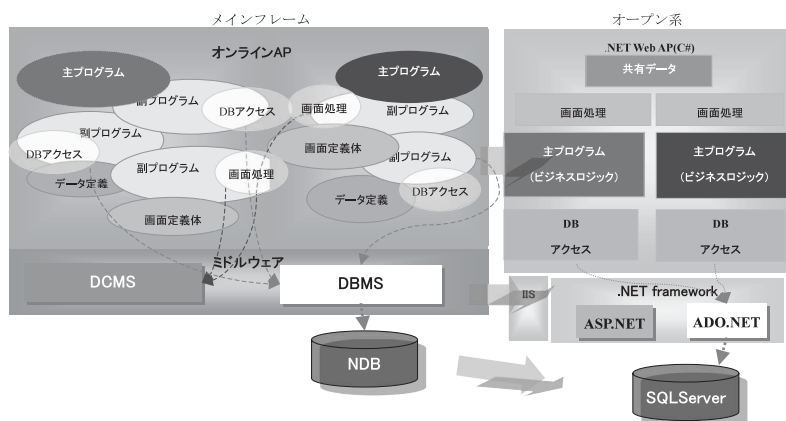 メインフレーム
オンラインAP
主プログラム
主プログラム
副プログラム
DBアクセス
画面処理
副プログラム
副プログラム
DBアクセス
画面定義体
副プログラム
副プログラム
画面処理
データ定義
DBアクセス
データ定義
画面定義体
ミドルウェア
DCMS
DBMS
NDB
オープン系
.NET Web AP(C#)
共有データ
画面処理
画面処理
主プログラム
(ビジネスロジック)
主プログラム
(ビジネスロジック)
DB
アクセス
DB
アクセス
IIS
.NET framework
ASP.NET
ADO.NET
SQLServer